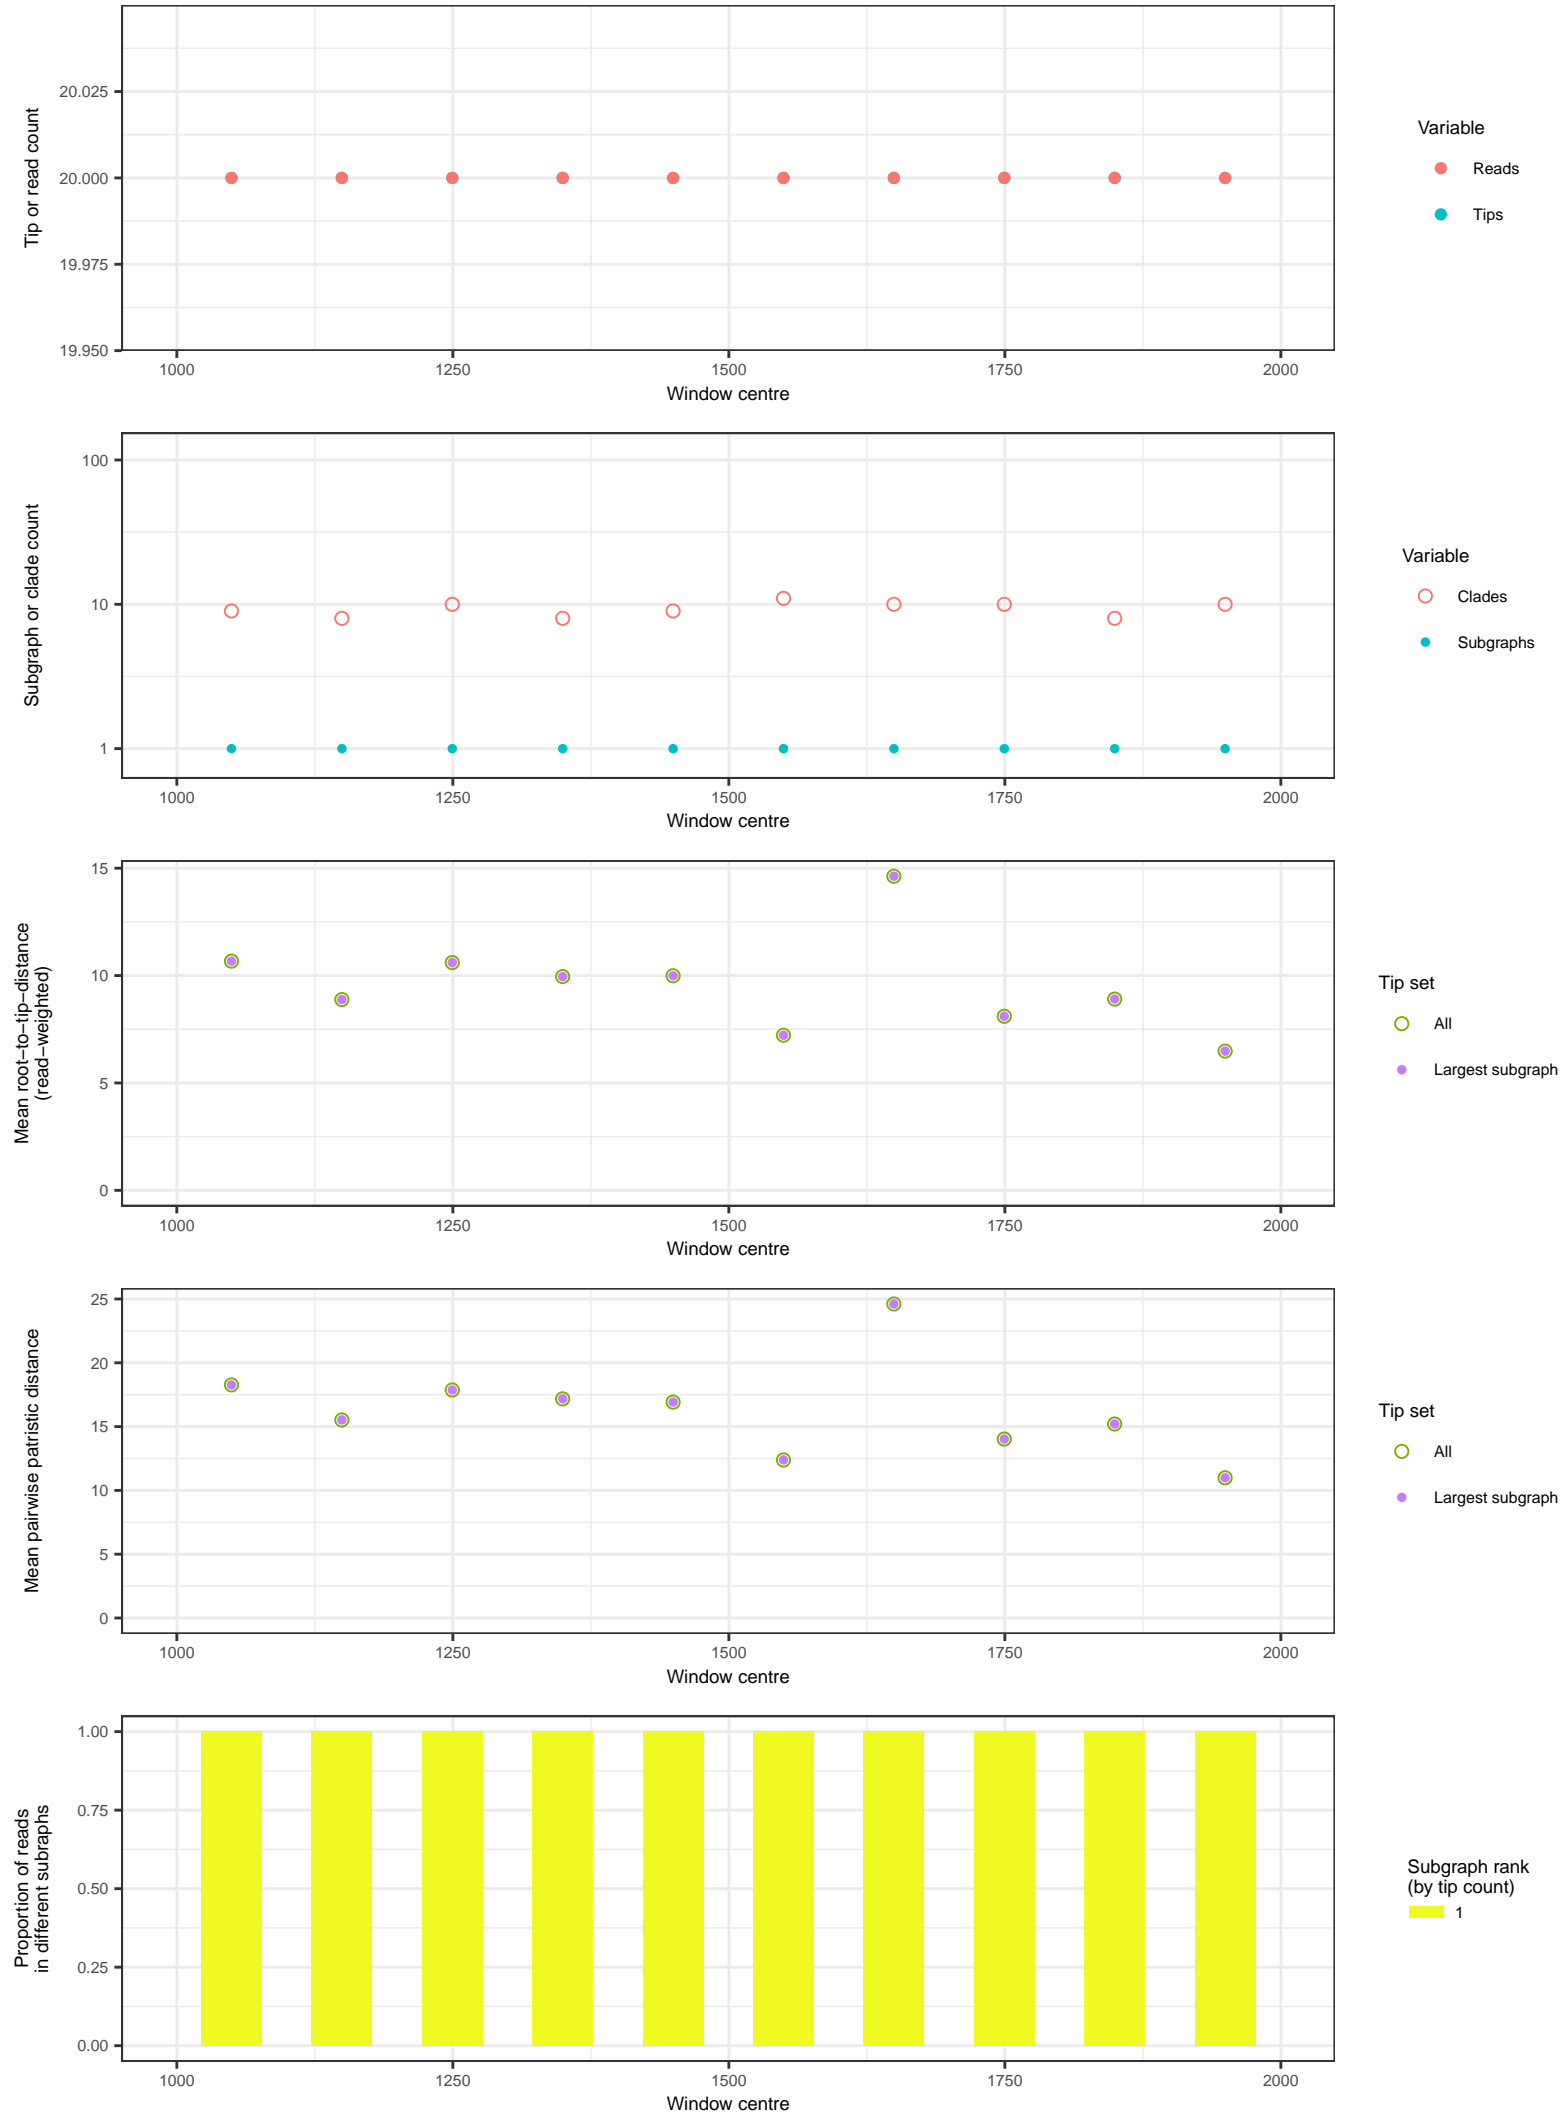 Tip or read count
20.025
20.000
19.975
19.950
1000 1250 1500 1750 2000
Window centre
Variable
Reads
Tips
Subgraph or clade count
100
10
1
1000 1250 1500 1750 2000
Window centre
Variable
Clades
Subgraphs
Mean root−to−tip−distance
(read−weighted)
15
10
5
0
1000 1250 1500 1750 2000
Window centre
Tip set
All
Largest subgraph
Mean pairwise patristic distance
25
20
15
10
5
0
1000 1250 1500 1750 2000
Window centre
Tip set
All
Largest subgraph
Proportion of reads
in different subraphs
1.00
0.75
0.50
0.25
0.00
1000 1250 1500 1750 2000
Window centre
Subgraph rank
(by tip count)
1